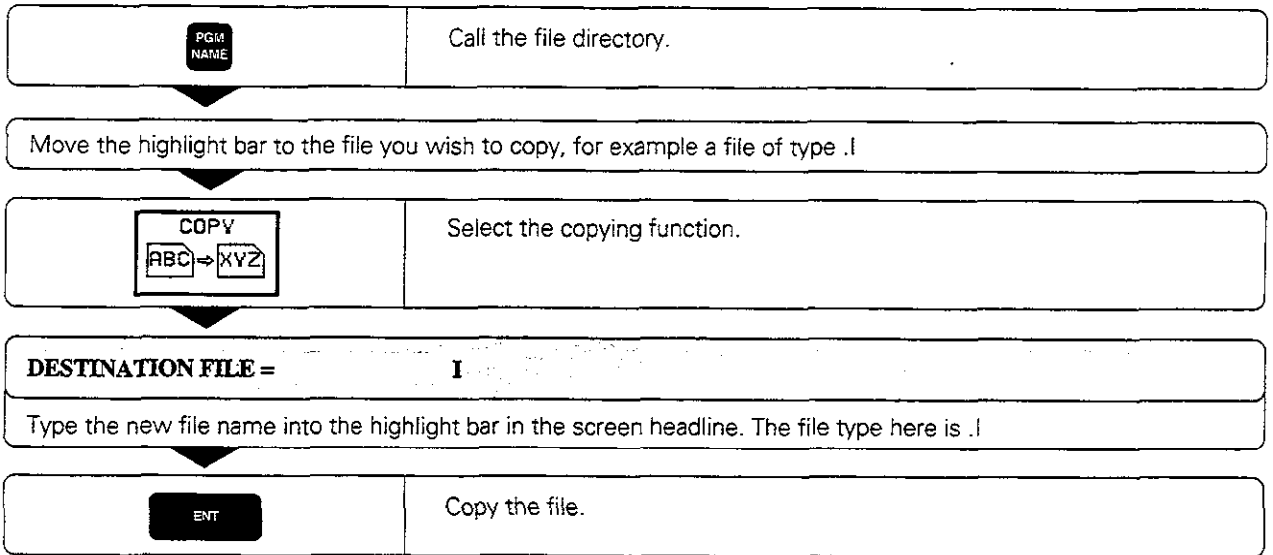 PGM
NAME
Call the file directory.
Move the highlight bar to the file you wish to copy, for example a file of type .I
COPY
ABC⇒XYZ
Select the copying function.
DESTINATION FILE = I
Type the new file name into the highlight bar in the screen headline. The file type here is .I
ENT
Copy the file.